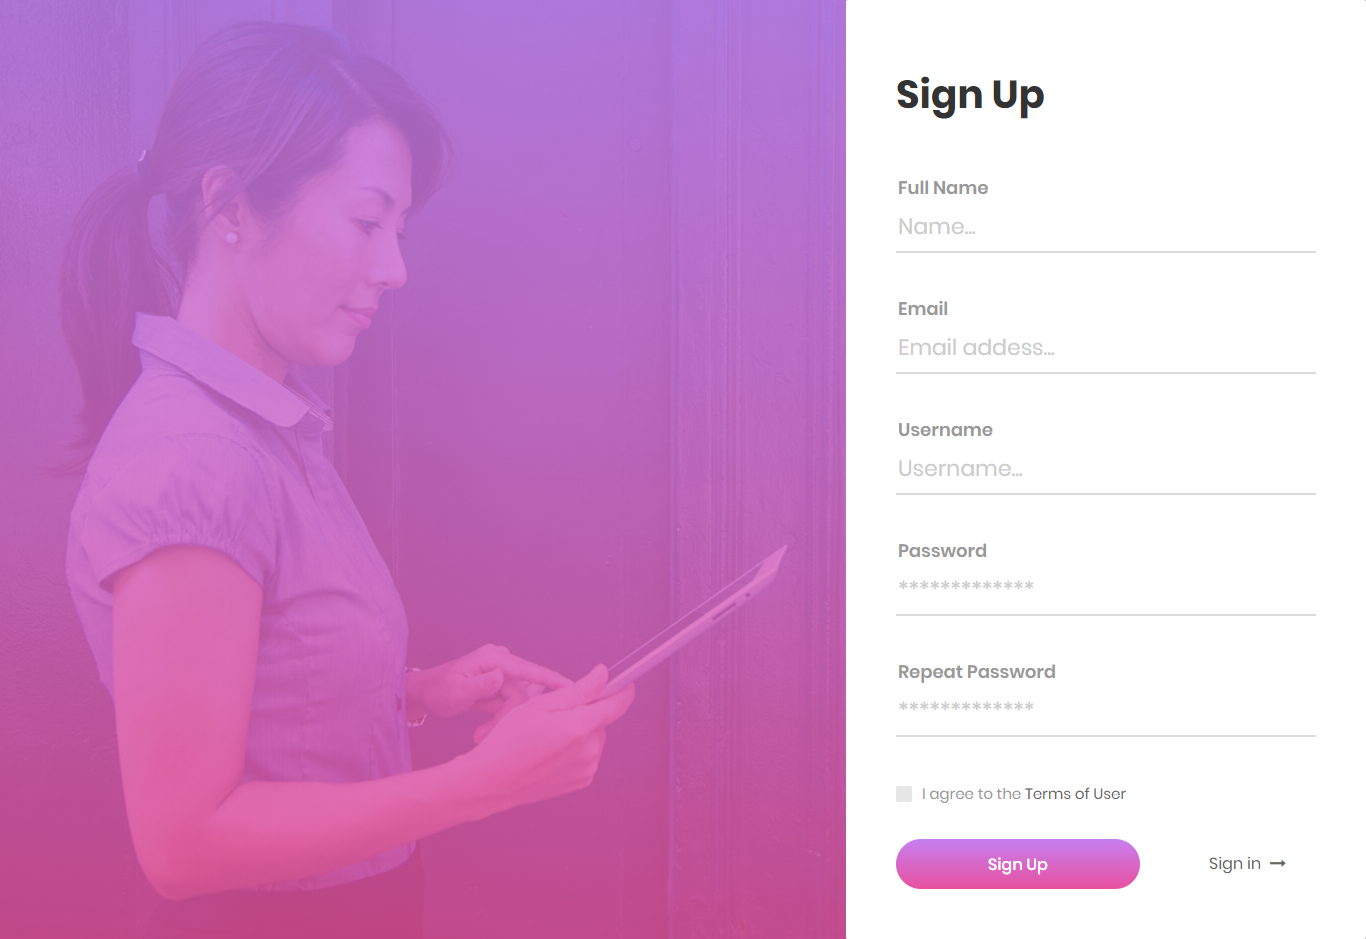 Sign Up
Full Name
Name...
Email
Email addess...
Username
Username...
Password
*************
Repeat Password
*************
I agree to the Terms of User
Sign Up
Sign in →